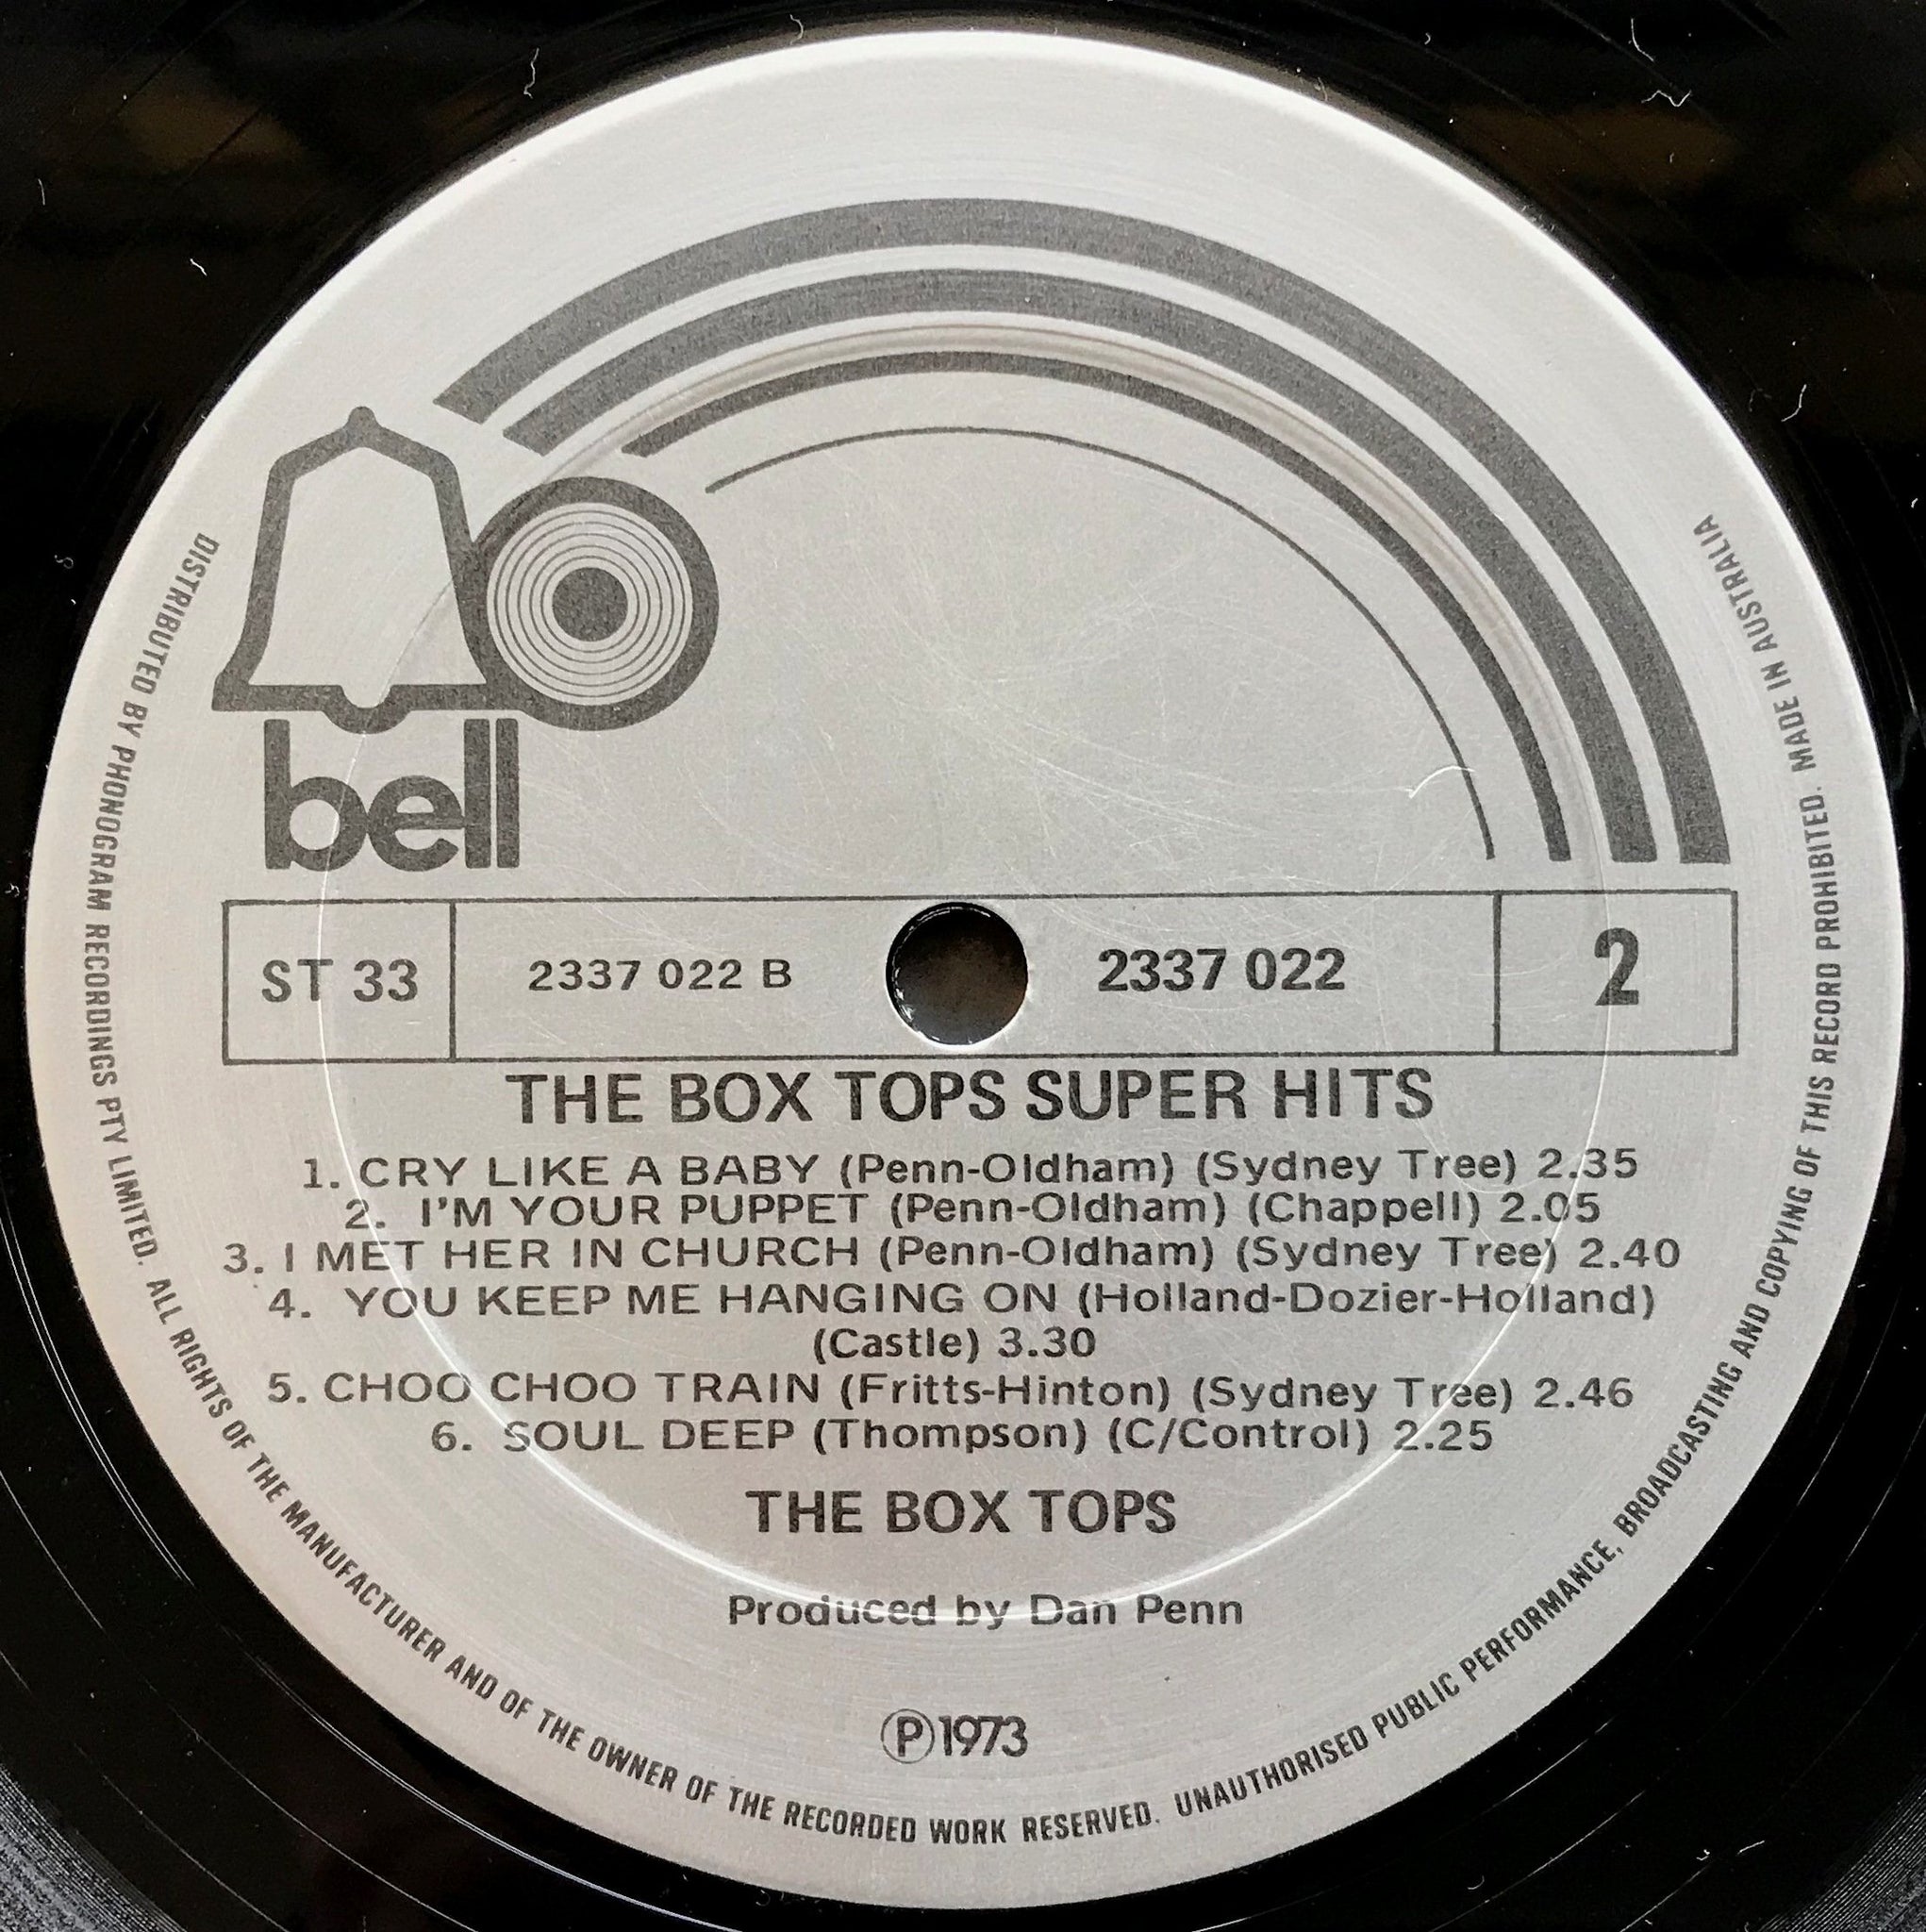 bell
ST 33 2337 022 B 2337 022 2
THE BOX TOPS SUPER HITS
1. CRY LIKE A BABY (Penn-Oldham) (Sydney Tree) 2.35
2. I'M YOUR PUPPET (Penn-Oldham) (Chappell) 2.05
3. I MET HER IN CHURCH (Penn-Oldham) (Sydney Tree) 2.40
4. YOU KEEP ME HANGING ON (Holland-Dozier-Holland)
(Castle) 3.30
5. CHOO CHOO TRAIN (Fritts-Hinton) (Sydney Tree) 2.46
6. SOUL DEEP (Thompson) (C/Control) 2.25
THE BOX TOPS
Produced by Dan Penn
Ⓟ1973
DISTRIBUTED BY PHONOGRAM RECORDINGS PTY LIMITED. ALL RIGHTS OF THE MANUFACTURER AND OF THE OWNER OF THE RECORDED WORK RESERVED. UNAUTHORISED PUBLIC PERFORMANCE, BROADCASTING AND COPYING OF THIS RECORD PROHIBITED. MADE IN AUSTRALIA